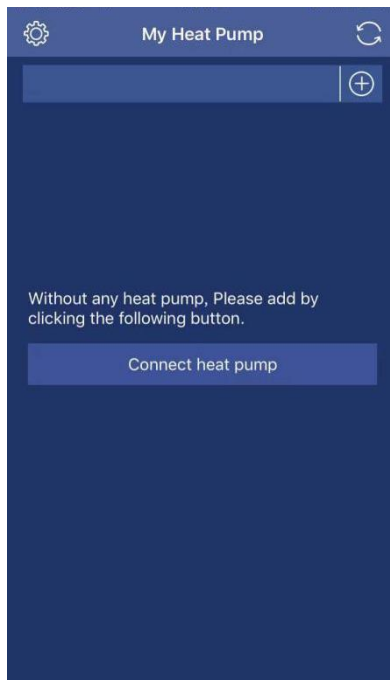 My Heat Pump
Without any heat pump, Please add by
clicking the following button.
Connect heat pump